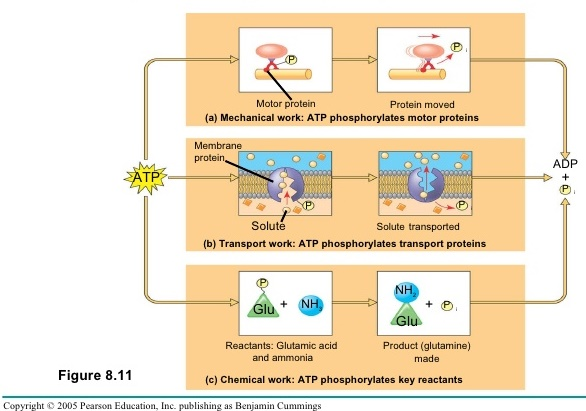 P
P i
Motor protein
Protein moved
(a) Mechanical work: ATP phosphorylates motor proteins
Membrane
protein
ATP
ADP
+
P i
P
P i
Solute
Solute transported
(b) Transport work: ATP phosphorylates transport proteins
P
Glu
+
NH2
NH2
Glu
+
P i
Reactants: Glutamic acid
and ammonia
Product (glutamine)
made
(c) Chemical work: ATP phosphorylates key reactants
Figure 8.11
Copyright © 2005 Pearson Education, Inc. publishing as Benjamin Cummings